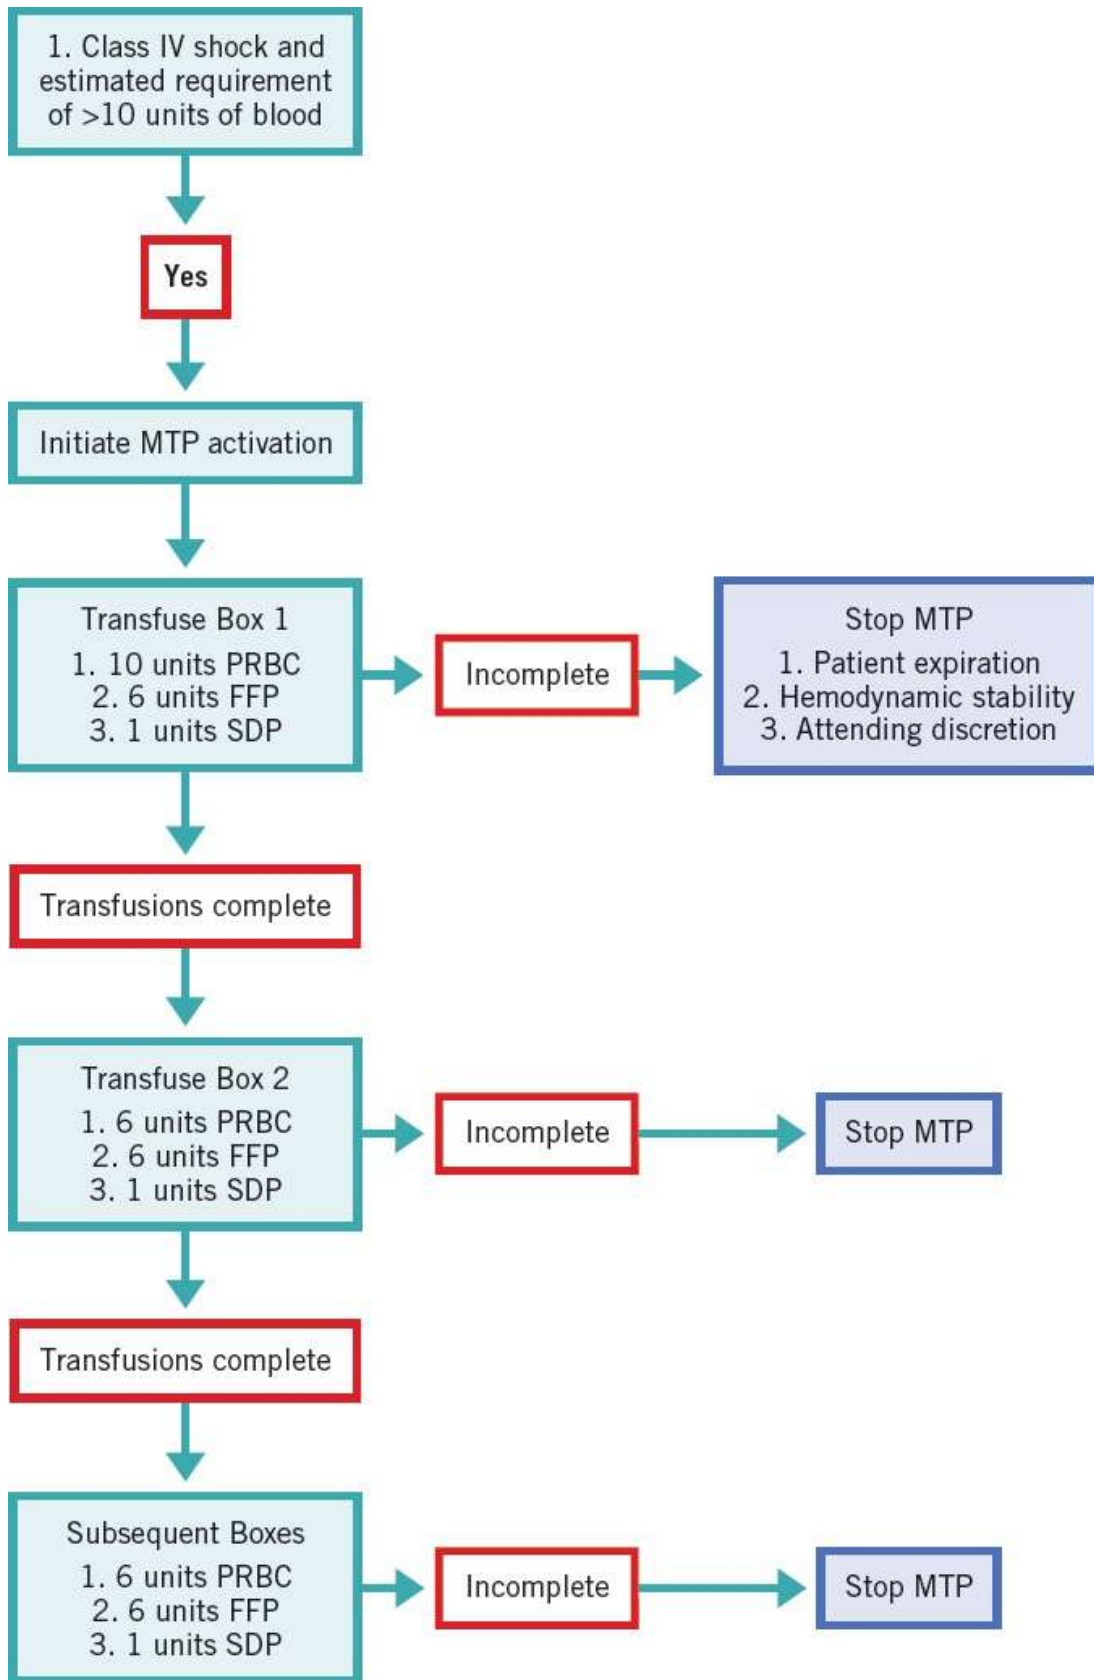 1. Class IV shock and
estimated requirement
of >10 units of blood
Yes
Initiate MTP activation
Transfuse Box 1
1. 10 units PRBC
2. 6 units FFP
3. 1 units SDP
Incomplete
Stop MTP
1. Patient expiration
2. Hemodynamic stability
3. Attending discretion
Transfusions complete
Transfuse Box 2
1. 6 units PRBC
2. 6 units FFP
3. 1 units SDP
Incomplete
Stop MTP
Transfusions complete
Subsequent Boxes
1. 6 units PRBC
2. 6 units FFP
3. 1 units SDP
Incomplete
Stop MTP